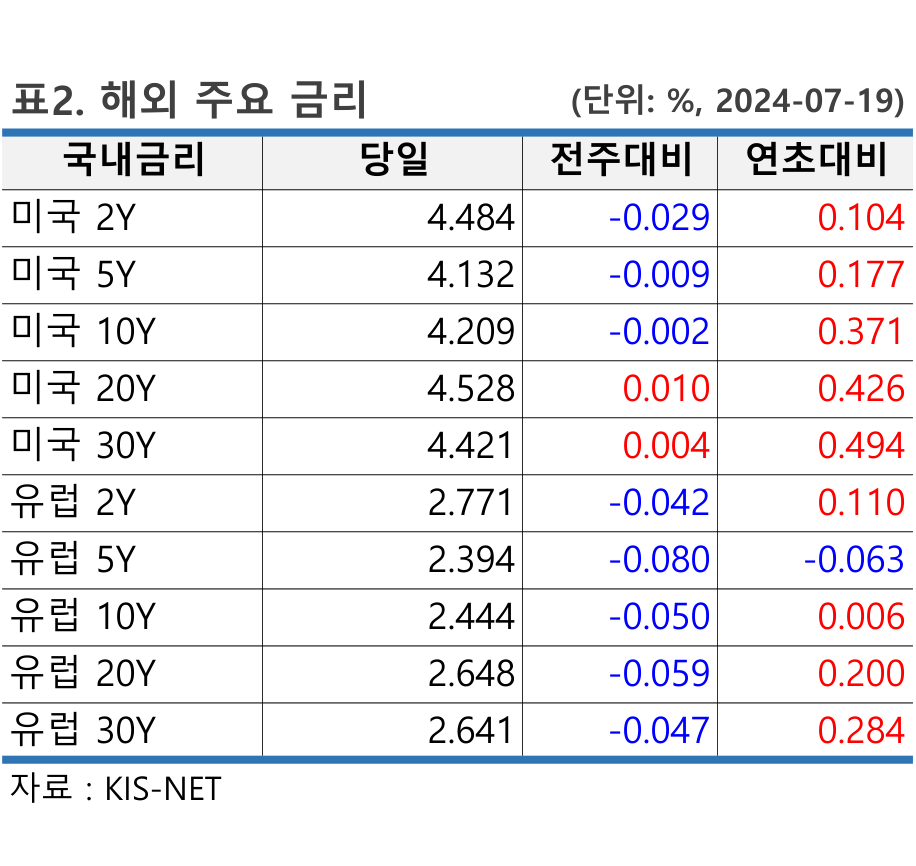 표2. 해외 주요 금리 (단위: %, 2024-07-19)
국내금리 당일 전주대비 연초대비
미국 2Y 4.484 -0.029 0.104
미국 5Y 4.132 -0.009 0.177
미국 10Y 4.209 -0.002 0.371
미국 20Y 4.528 0.010 0.426
미국 30Y 4.421 0.004 0.494
유럽 2Y 2.771 -0.042 0.110
유럽 5Y 2.394 -0.080 -0.063
유럽 10Y 2.444 -0.050 0.006
유럽 20Y 2.648 -0.059 0.200
유럽 30Y 2.641 -0.047 0.284
자료 : KIS-NET